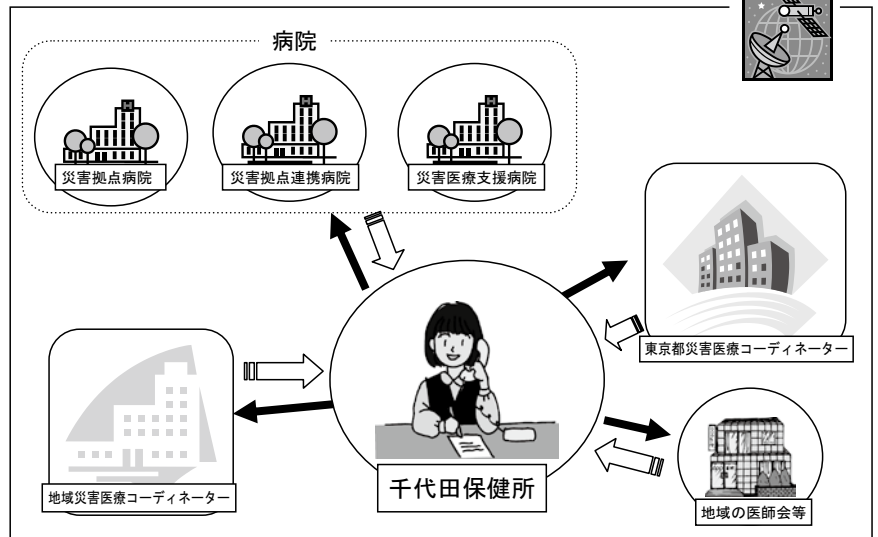 病院
災害拠点病院
災害拠点連携病院
災害医療支援病院
東京都災害医療コーディネーター
地域災害医療コーディネーター
千代田保健所
地域の医師会等